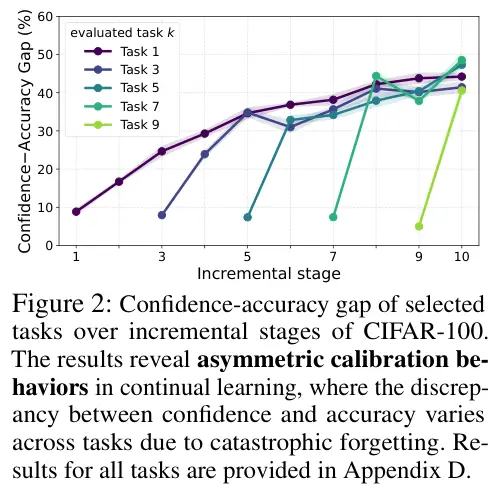 60
50
40
30
20
10
0
Confidence−Accuracy Gap (%)
evaluated task k
Task 1
Task 3
Task 5
Task 7
Task 9
1
3
5
7
9
10
Incremental stage
Figure 2: Confidence-accuracy gap of selected
tasks over incremental stages of CIFAR-100.
The results reveal asymmetric calibration be-
haviors in continual learning, where the discrep-
ancy between confidence and accuracy varies
across tasks due to catastrophic forgetting. Re-
sults for all tasks are provided in Appendix D.